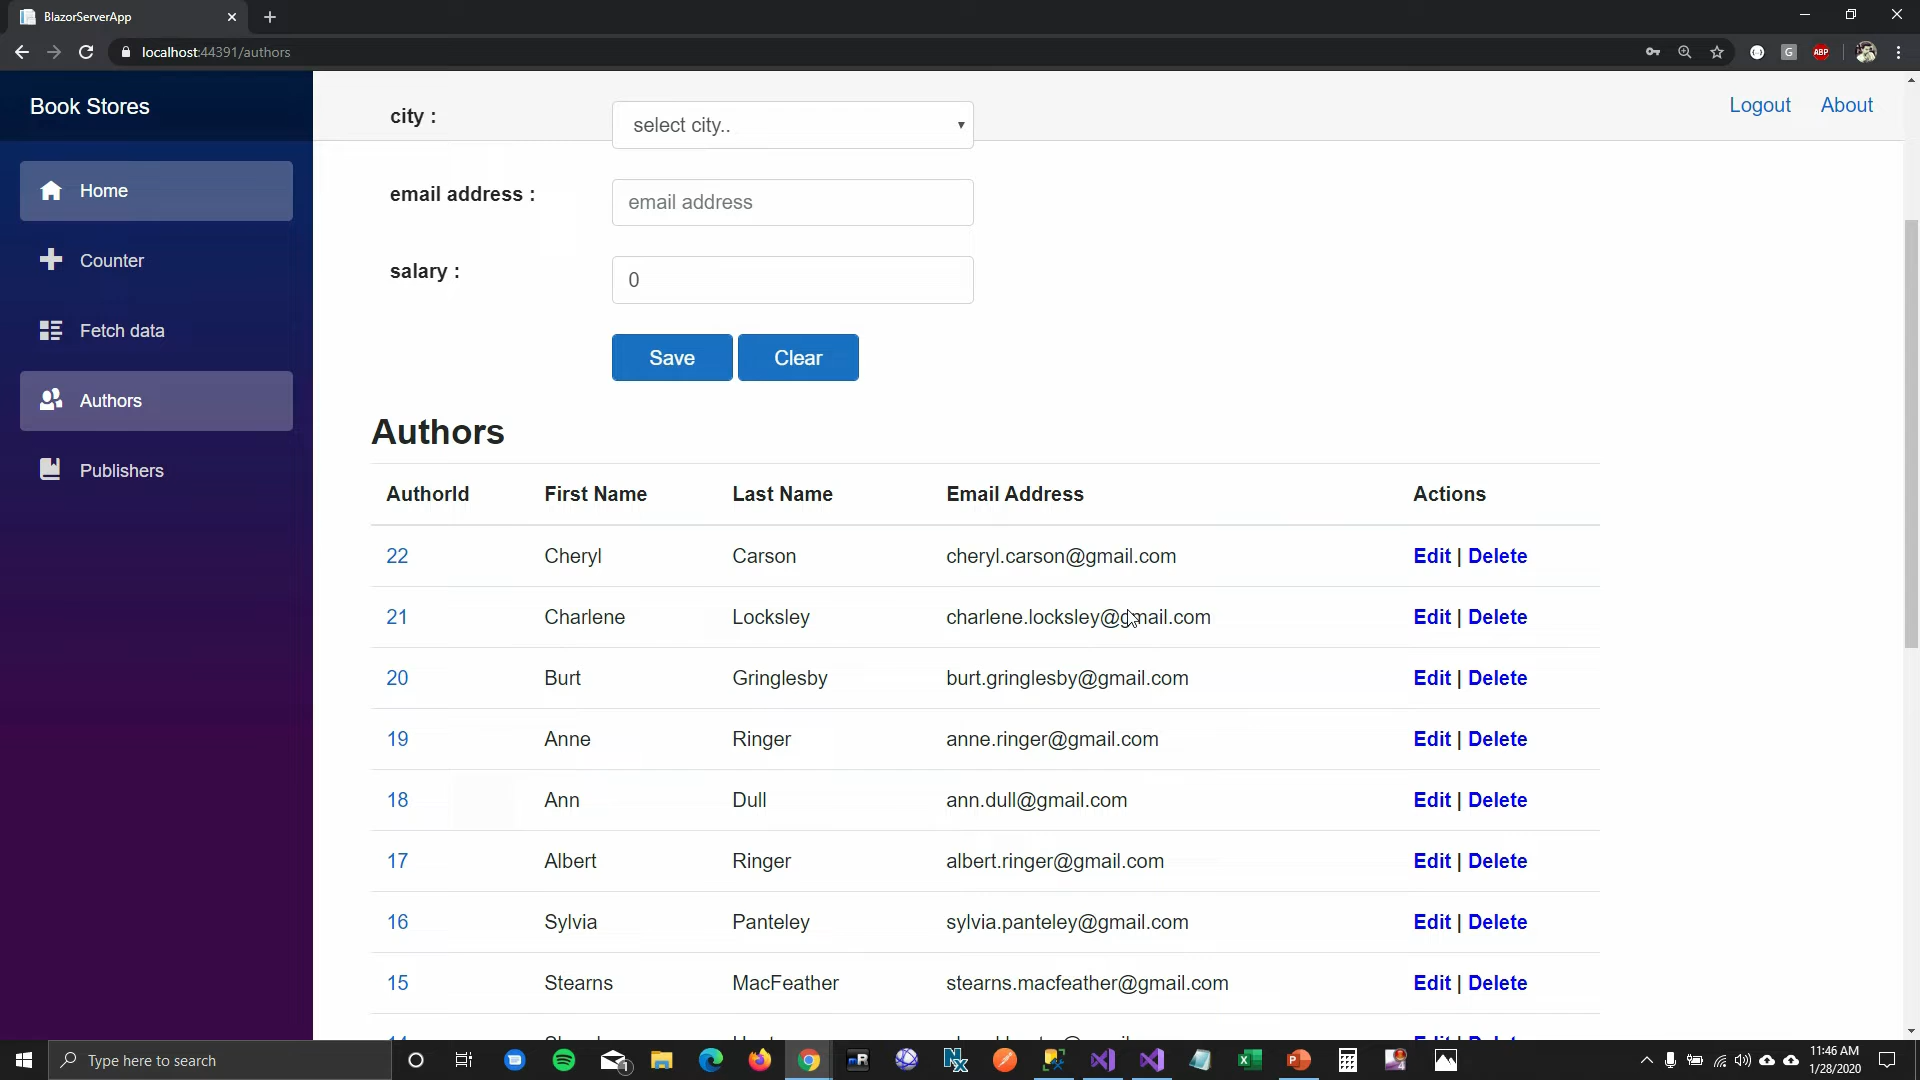 BlazorServerApp
localhost:44391/authors
Book Stores
Logout About
Home
Counter
Fetch data
Authors
Publishers
city :
select city..
email address :
email address
salary :
0
Save Clear
Authors
AuthorId First Name Last Name Email Address Actions
22 Cheryl Carson cheryl.carson@gmail.com Edit | Delete
21 Charlene Locksley charlene.locksley@gmail.com Edit | Delete
20 Burt Gringlesby burt.gringlesby@gmail.com Edit | Delete
19 Anne Ringer anne.ringer@gmail.com Edit | Delete
18 Ann Dull ann.dull@gmail.com Edit | Delete
17 Albert Ringer albert.ringer@gmail.com Edit | Delete
16 Sylvia Panteley sylvia.panteley@gmail.com Edit | Delete
15 Stearns MacFeather stearns.macfeather@gmail.com Edit | Delete
Type here to search
11:46 AM
1/28/2020